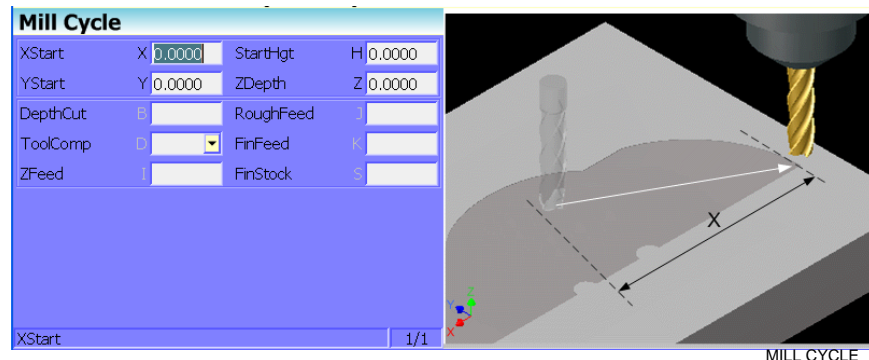 Mill Cycle
XStart X 0.0000 StartHgt H 0.0000
YStart Y 0.0000 ZDepth Z 0.0000
DepthCut B RoughFeed J
ToolComp D FinFeed K
ZFeed I FinStock S
X
Z
Y
X
XStart 1/1
MILL CYCLE